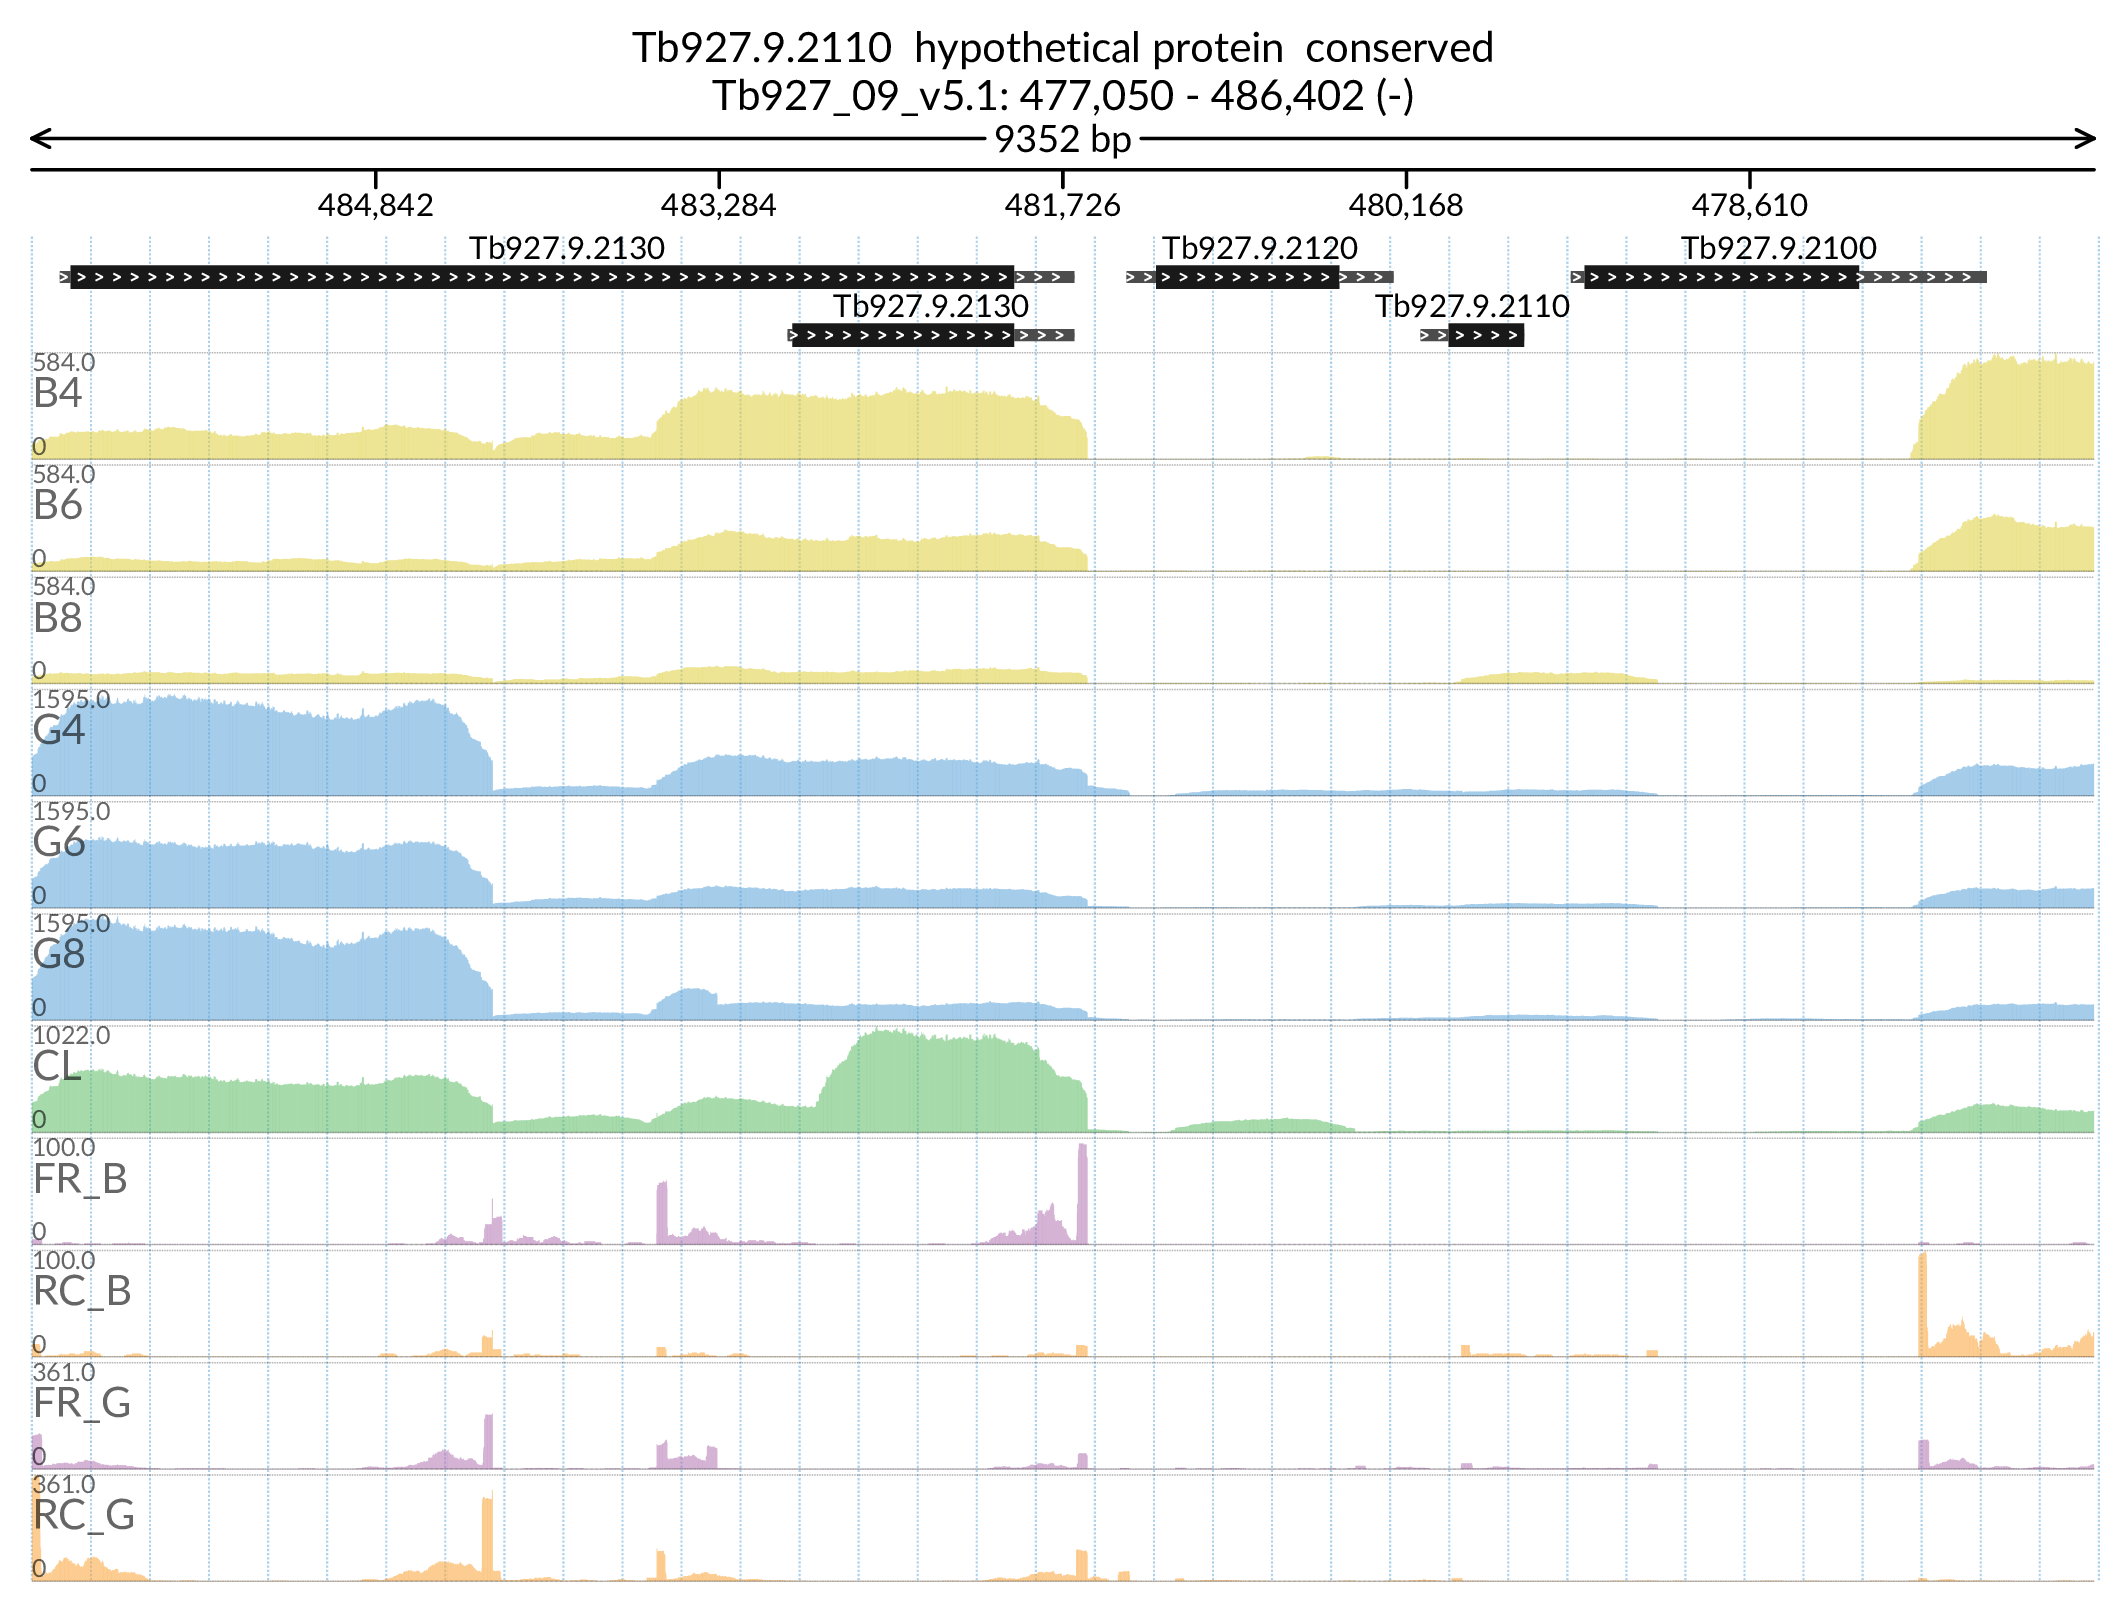 Tb927.9.2110  hypothetical protein  conserved
Tb927_09_v5.1: 477,050 - 486,402 (-)
9352 bp
484,842 483,284 481,726 480,168 478,610
Tb927.9.2130 Tb927.9.2120 Tb927.9.2100
Tb927.9.2130 Tb927.9.2110
584.0
B4
0
584.0
B6
0
584.0
B8
0
1595.0
G4
0
1595.0
G6
0
1595.0
G8
0
1022.0
CL
0
100.0
FR_B
0
100.0
RC_B
0
361.0
FR_G
0
361.0
RC_G
0